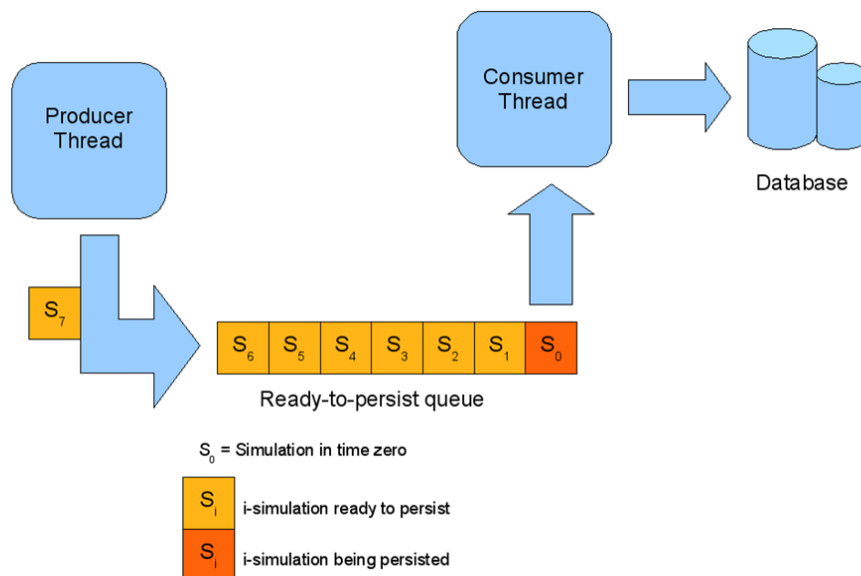 Producer
Thread
Consumer
Thread
Database
S₇
S₆ S₅ S₄ S₃ S₂ S₁ S₀
Ready-to-persist queue
S₀ = Simulation in time zero
Sᵢ i-simulation ready to persist
Sᵢ i-simulation being persisted